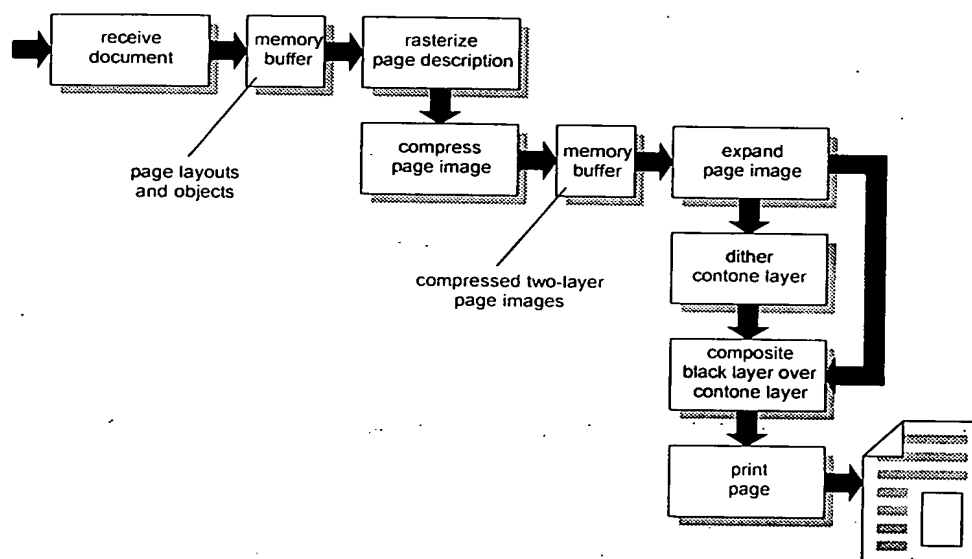 receive
document
memory
buffer
rasterize
page description
page layouts
and objects
compress
page image
memory
buffer
expand
page image
compressed two-layer
page images
dither
contone layer
composite
black layer over
contone layer
print
page